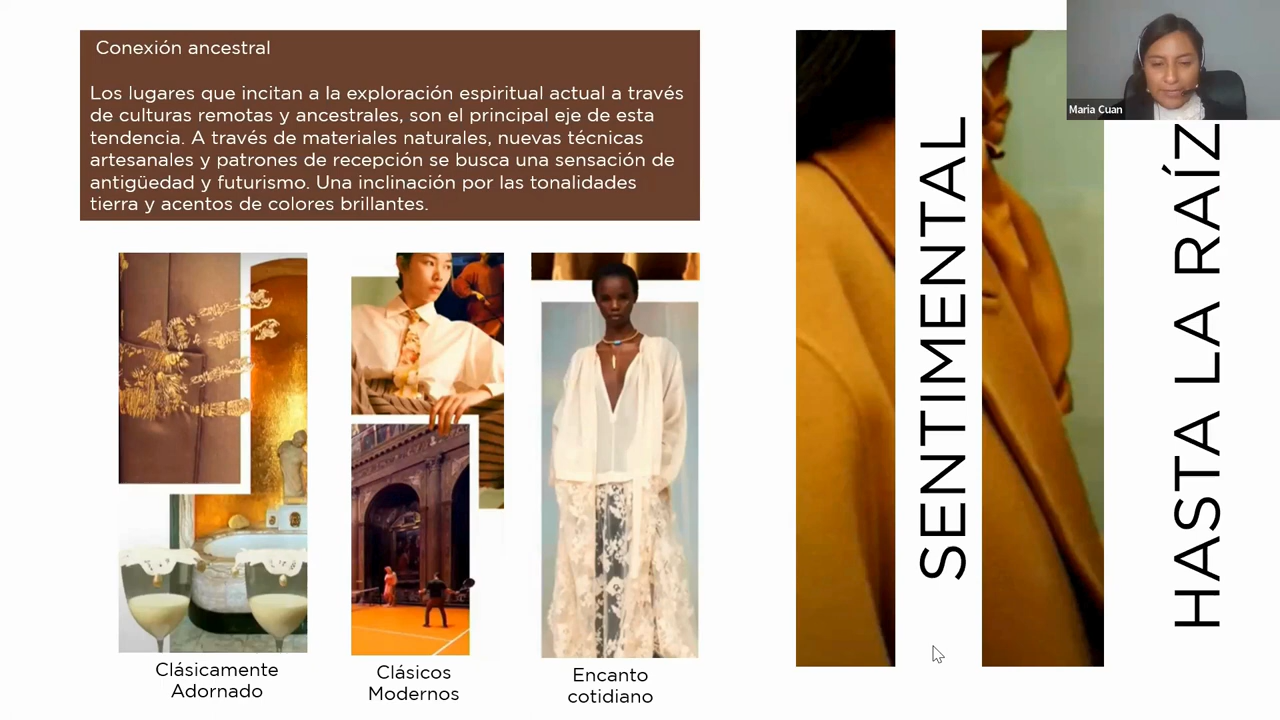 Conexión ancestral
Los lugares que incitan a la exploración espiritual actual a través
de culturas remotas y ancestrales, son el principal eje de esta
tendencia. A través de materiales naturales, nuevas técnicas
artesanales y patrones de recepción se busca una sensación de
antigüedad y futurismo. Una inclinación por las tonalidades
tierra y acentos de colores brillantes.
Clásicamente
Adornado
Clásicos
Modernos
Encanto
cotidiano
SENTIMENTAL
HASTA LA RAÍZ
Maria Cuan